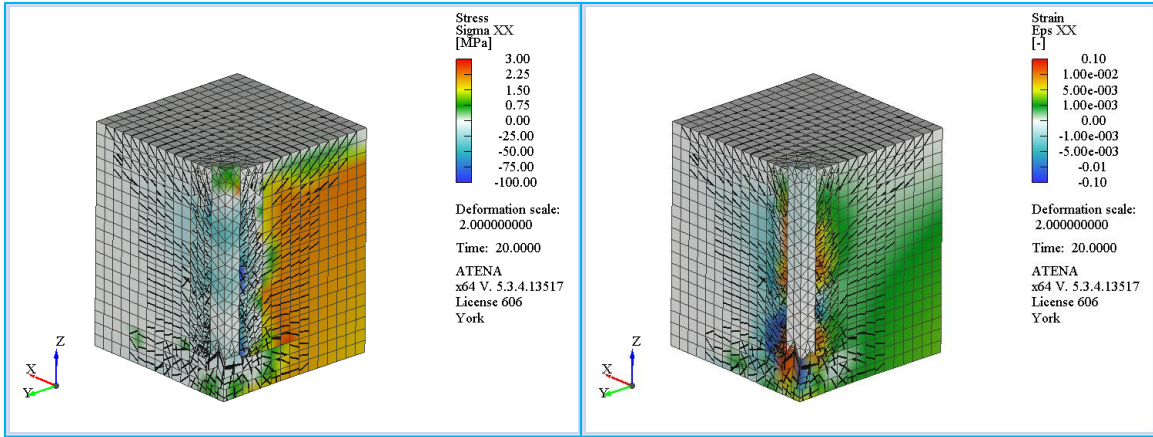 Stress
Sigma XX
[MPa]
3.00
2.25
1.50
0.75
0.00
-25.00
-50.00
-75.00
-100.00
Deformation scale:
2.000000000
Time: 20.0000
ATENA
x64 V. 5.3.4.13517
License 606
York
Z
X
Y
Strain
Eps XX
[-]
0.10
1.00e-002
5.00e-003
1.00e-003
0.00
-1.00e-003
-5.00e-003
-0.01
-0.10
Deformation scale:
2.000000000
Time: 20.0000
ATENA
x64 V. 5.3.4.13517
License 606
York
Z
X
Y